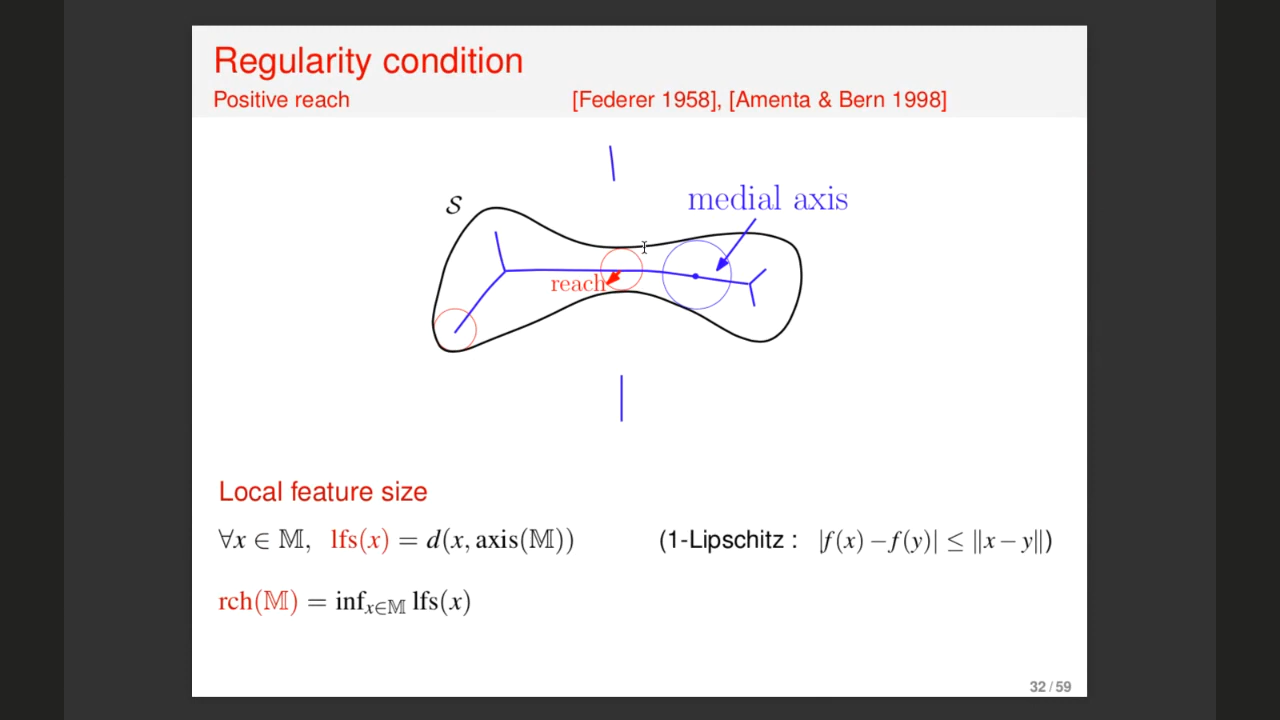 Regularity condition
Positive reach [Federer 1958], [Amenta & Bern 1998]
𝒮
medial axis
reach
Local feature size
∀x ∈ 𝕄, lfs(x) = d(x, axis(𝕄)) (1-Lipschitz : |f(x) − f(y)| ≤ ‖x − y‖)
rch(𝕄) = inf_{x∈𝕄} lfs(x)
32 / 59